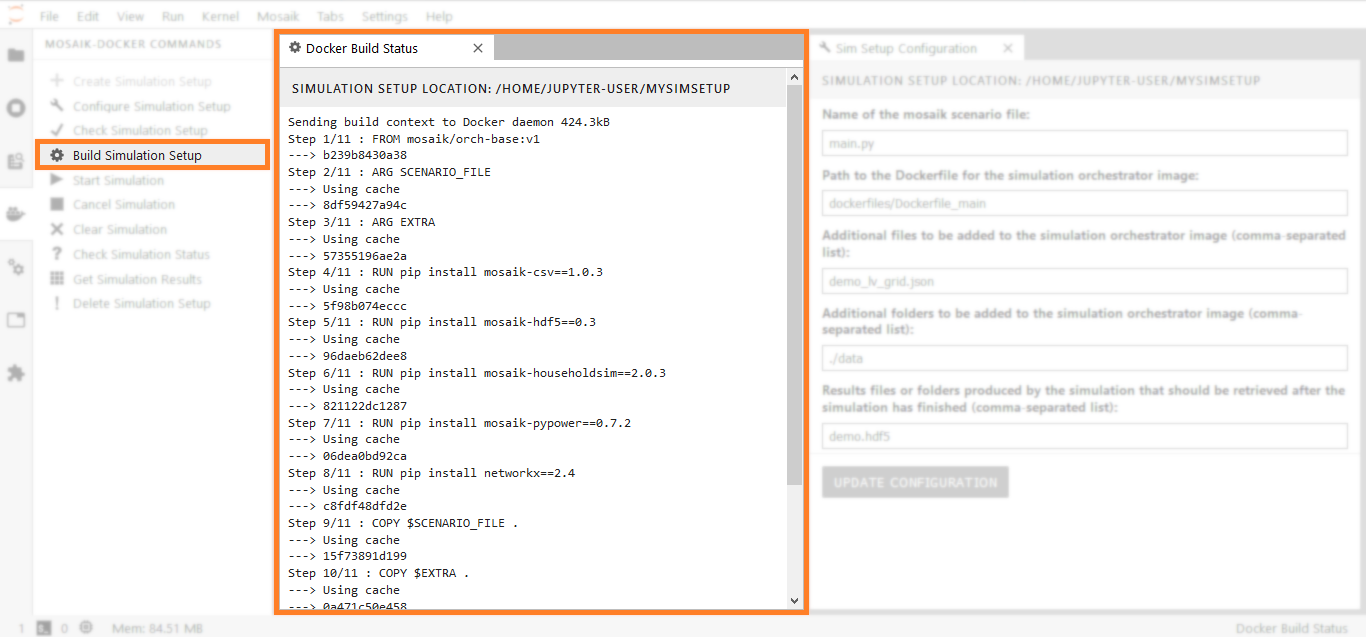 File Edit View Run Kernel Mosaik Tabs Settings Help
MOSAIK-DOCKER COMMANDS
Create Simulation Setup
Configure Simulation Setup
Check Simulation Setup
Build Simulation Setup
Start Simulation
Cancel Simulation
Clear Simulation
Check Simulation Status
Get Simulation Results
Delete Simulation Setup
Docker Build Status
SIMULATION SETUP LOCATION: /HOME/JUPYTER-USER/MYSIMSETUP
Sending build context to Docker daemon 424.3kB
Step 1/11 : FROM mosaik/orch-base:v1
---> b239b8430a38
Step 2/11 : ARG SCENARIO_FILE
---> Using cache
---> 8df59427a94c
Step 3/11 : ARG EXTRA
---> Using cache
---> 57355196ae2a
Step 4/11 : RUN pip install mosaik-csv==1.0.3
---> Using cache
---> 5f98b074eccc
Step 5/11 : RUN pip install mosaik-hdf5==0.3
---> Using cache
---> 96daeb62dee8
Step 6/11 : RUN pip install mosaik-householdsim==2.0.3
---> Using cache
---> 821122dc1287
Step 7/11 : RUN pip install mosaik-pypower==0.7.2
---> Using cache
---> 06dea0bd92ca
Step 8/11 : RUN pip install networkx==2.4
---> Using cache
---> c8fdf48dfd2e
Step 9/11 : COPY $SCENARIO_FILE .
---> Using cache
---> 15f73891d199
Step 10/11 : COPY $EXTRA .
---> Using cache
---> 0a471c50e458
Sim Setup Configuration
SIMULATION SETUP LOCATION: /HOME/JUPYTER-USER/MYSIMSETUP
Name of the mosaik scenario file:
main.py
Path to the Dockerfile for the simulation orchestrator image:
dockerfiles/Dockerfile_main
Additional files to be added to the simulation orchestrator image (comma-separated
list):
demo_lv_grid.json
Additional folders to be added to the simulation orchestrator image (comma-
separated list):
./data
Results files or folders produced by the simulation that should be retrieved after the
simulation has finished (comma-separated list):
demo.hdf5
UPDATE CONFIGURATION
1 0 Mem: 84.51 MB
Docker Build Status